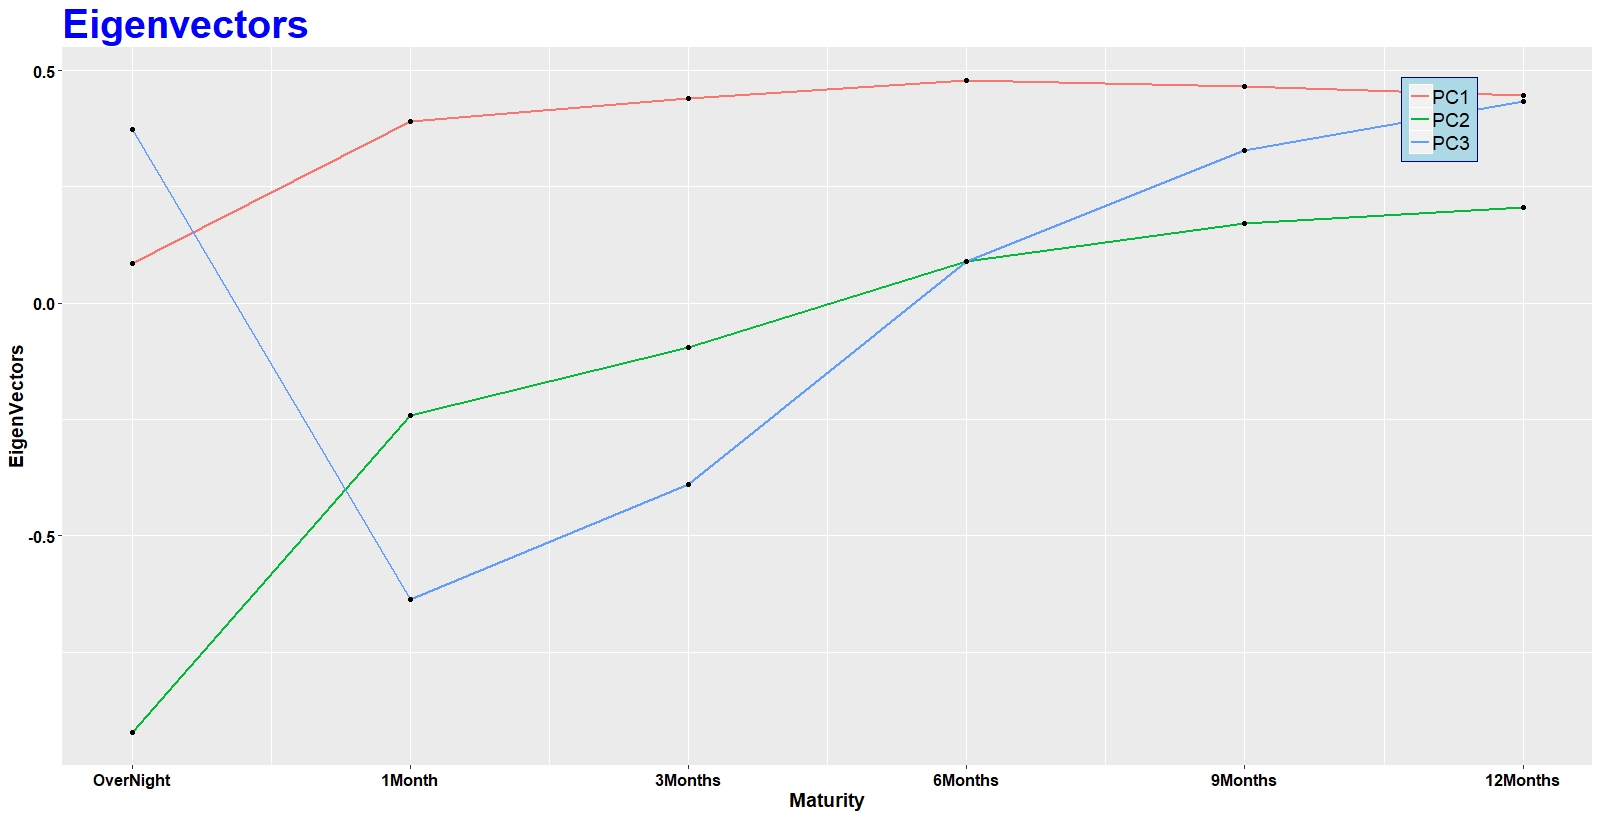 Eigenvectors
0.5
0.0
-0.5
EigenVectors
PC1
PC2
PC3
OverNight 1Month 3Months 6Months 9Months 12Months
Maturity